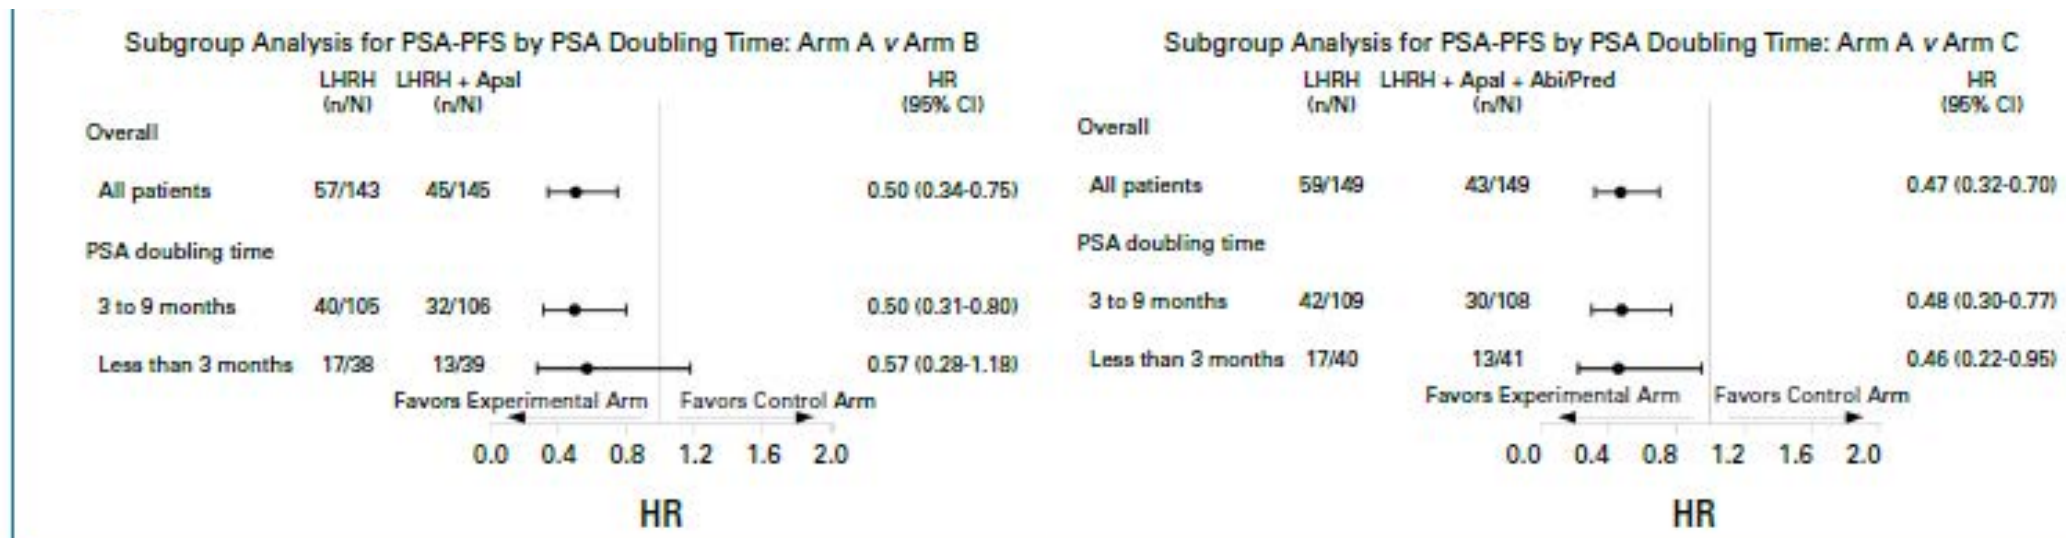 Subgroup Analysis for PSA-PFS by PSA Doubling Time: Arm A v Arm B
LHRH LHRH + Apal HR
(n/N) (n/N) (95% CI)
Overall
All patients 57/143 45/145 0.50 (0.34-0.75)
PSA doubling time
3 to 9 months 40/105 32/106 0.50 (0.31-0.80)
Less than 3 months 17/38 13/39 0.57 (0.28-1.18)
Favors Experimental Arm Favors Control Arm
0.0 0.4 0.8 1.2 1.6 2.0
HR
Subgroup Analysis for PSA-PFS by PSA Doubling Time: Arm A v Arm C
LHRH LHRH + Apal + Abi/Pred HR
(n/N) (n/N) (95% CI)
Overall
All patients 59/149 43/149 0.47 (0.32-0.70)
PSA doubling time
3 to 9 months 42/109 30/108 0.48 (0.30-0.77)
Less than 3 months 17/40 13/41 0.46 (0.22-0.95)
Favors Experimental Arm Favors Control Arm
0.0 0.4 0.8 1.2 1.6 2.0
HR